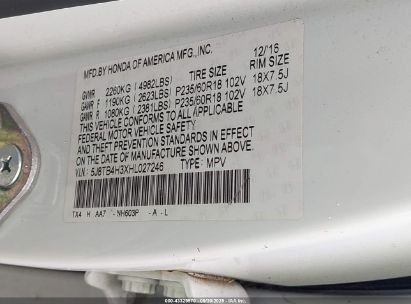 MFD. BY HONDA OF AMERICA MFG., INC. 12/16
GVWR 2260KG (4982LBS) TIRE SIZE RIM SIZE
GAWR F 1190KG (2623LBS) P235/60R18 102V 18X7.5J
GAWR R 1080KG (2381LBS) P235/60R18 102V 18X7.5J
THIS VEHICLE CONFORMS TO ALL APPLICABLE
FEDERAL MOTOR VEHICLE SAFETY
AND THEFT PREVENTION STANDARDS IN EFFECT
ON THE DATE OF MANUFACTURE SHOWN ABOVE.
V.I.N.: 5J8TB4H3XHL027246 TYPE: MPV
TX4 H AA7 - NH603P - A - L